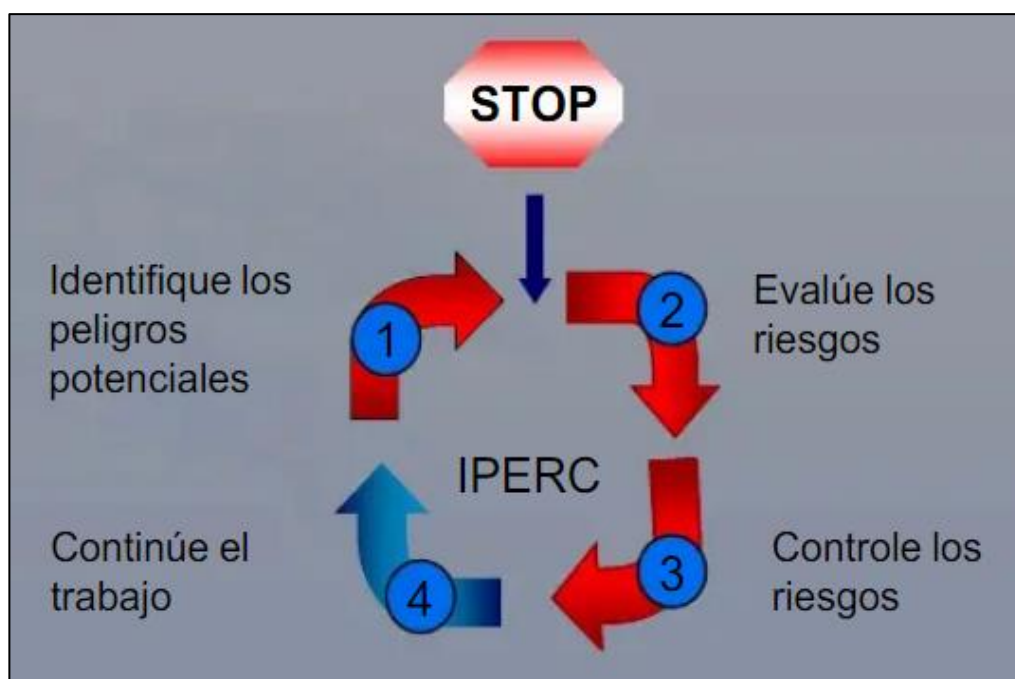 STOP
1
Identifique los
peligros
potenciales
2
Evalúe los
riesgos
IPERC
3
Controle los
riesgos
4
Continúe el
trabajo